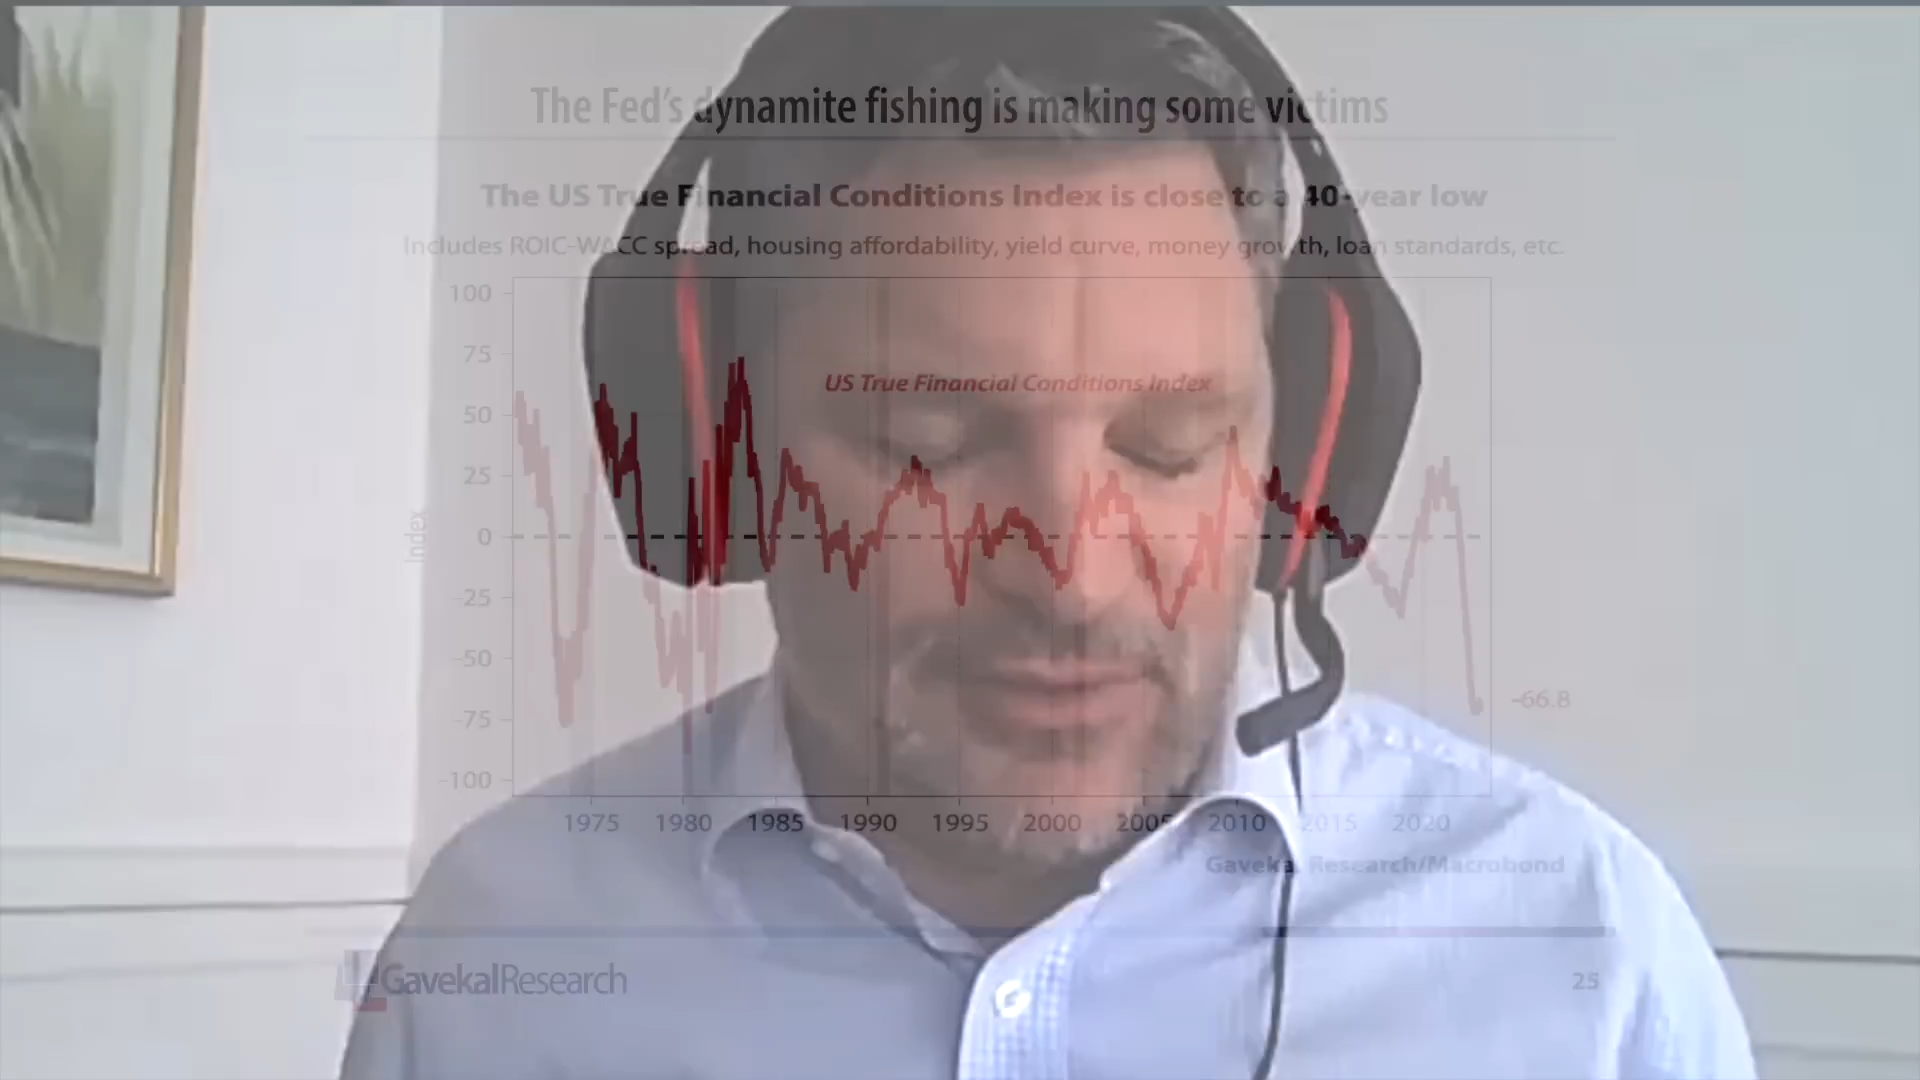 The Fed's dynamite fishing is making some victims
The US True Financial Conditions Index is close to a 40-year low
Includes ROIC-WACC spread, housing affordability, yield curve, money growth, loan standards, etc.
100
75
50
25
0
-25
-50
-75
-100
Index
US True Financial Conditions Index
-66.8
1975 1980 1985 1990 1995 2000 2005 2010 2015 2020
Gavekal Research/Macrobond
GavekalResearch
25